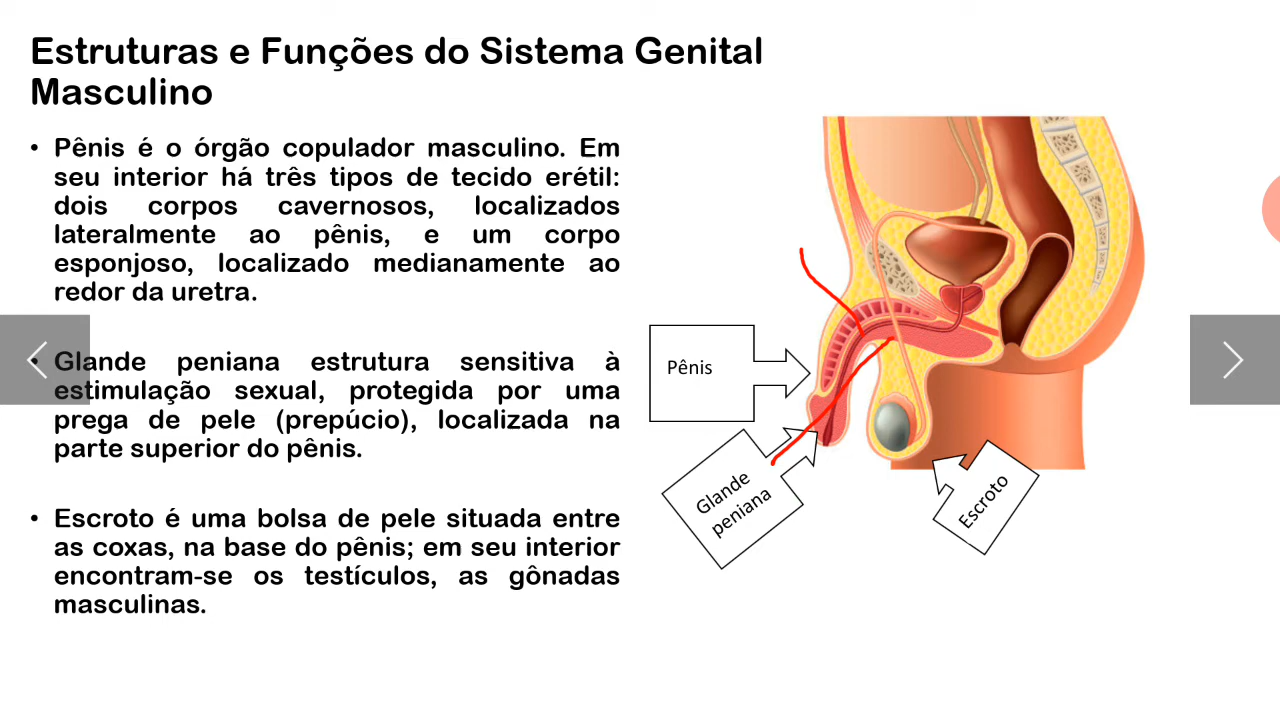 Estruturas e Funções do Sistema Genital
Masculino
• Pênis é o órgão copulador masculino. Em
seu interior há três tipos de tecido erétil:
dois corpos cavernosos, localizados
lateralmente ao pênis, e um corpo
esponjoso, localizado medianamente ao
redor da uretra.
• Glande peniana estrutura sensitiva à
estimulação sexual, protegida por uma
prega de pele (prepúcio), localizada na
parte superior do pênis.
• Escroto é uma bolsa de pele situada entre
as coxas, na base do pênis; em seu interior
encontram-se os testículos, as gônadas
masculinas.
Pênis
Glande
peniana
Escroto